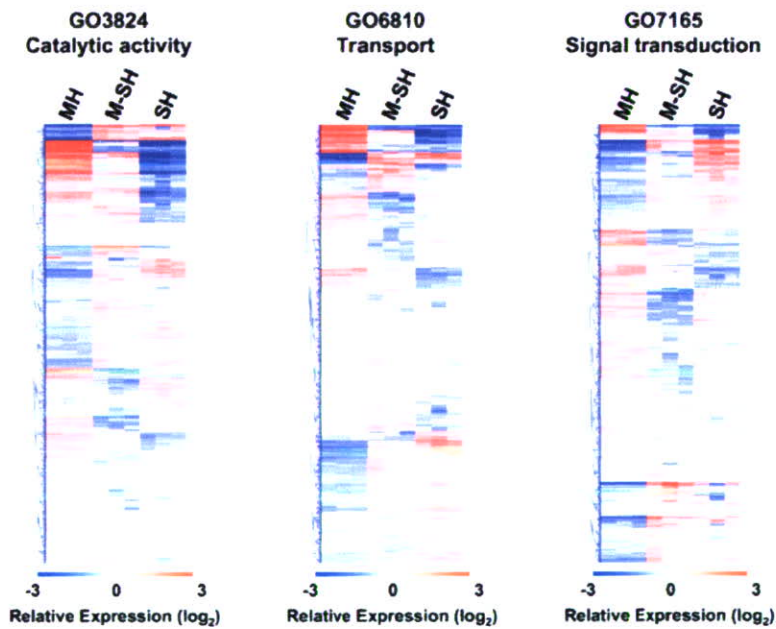 GO3824
Catalytic activity
MH M-SH SH
-3 0 3
Relative Expression (log₂)
GO6810
Transport
MH M-SH SH
-3 0 3
Relative Expression (log₂)
GO7165
Signal transduction
MH M-SH SH
-3 0 3
Relative Expression (log₂)